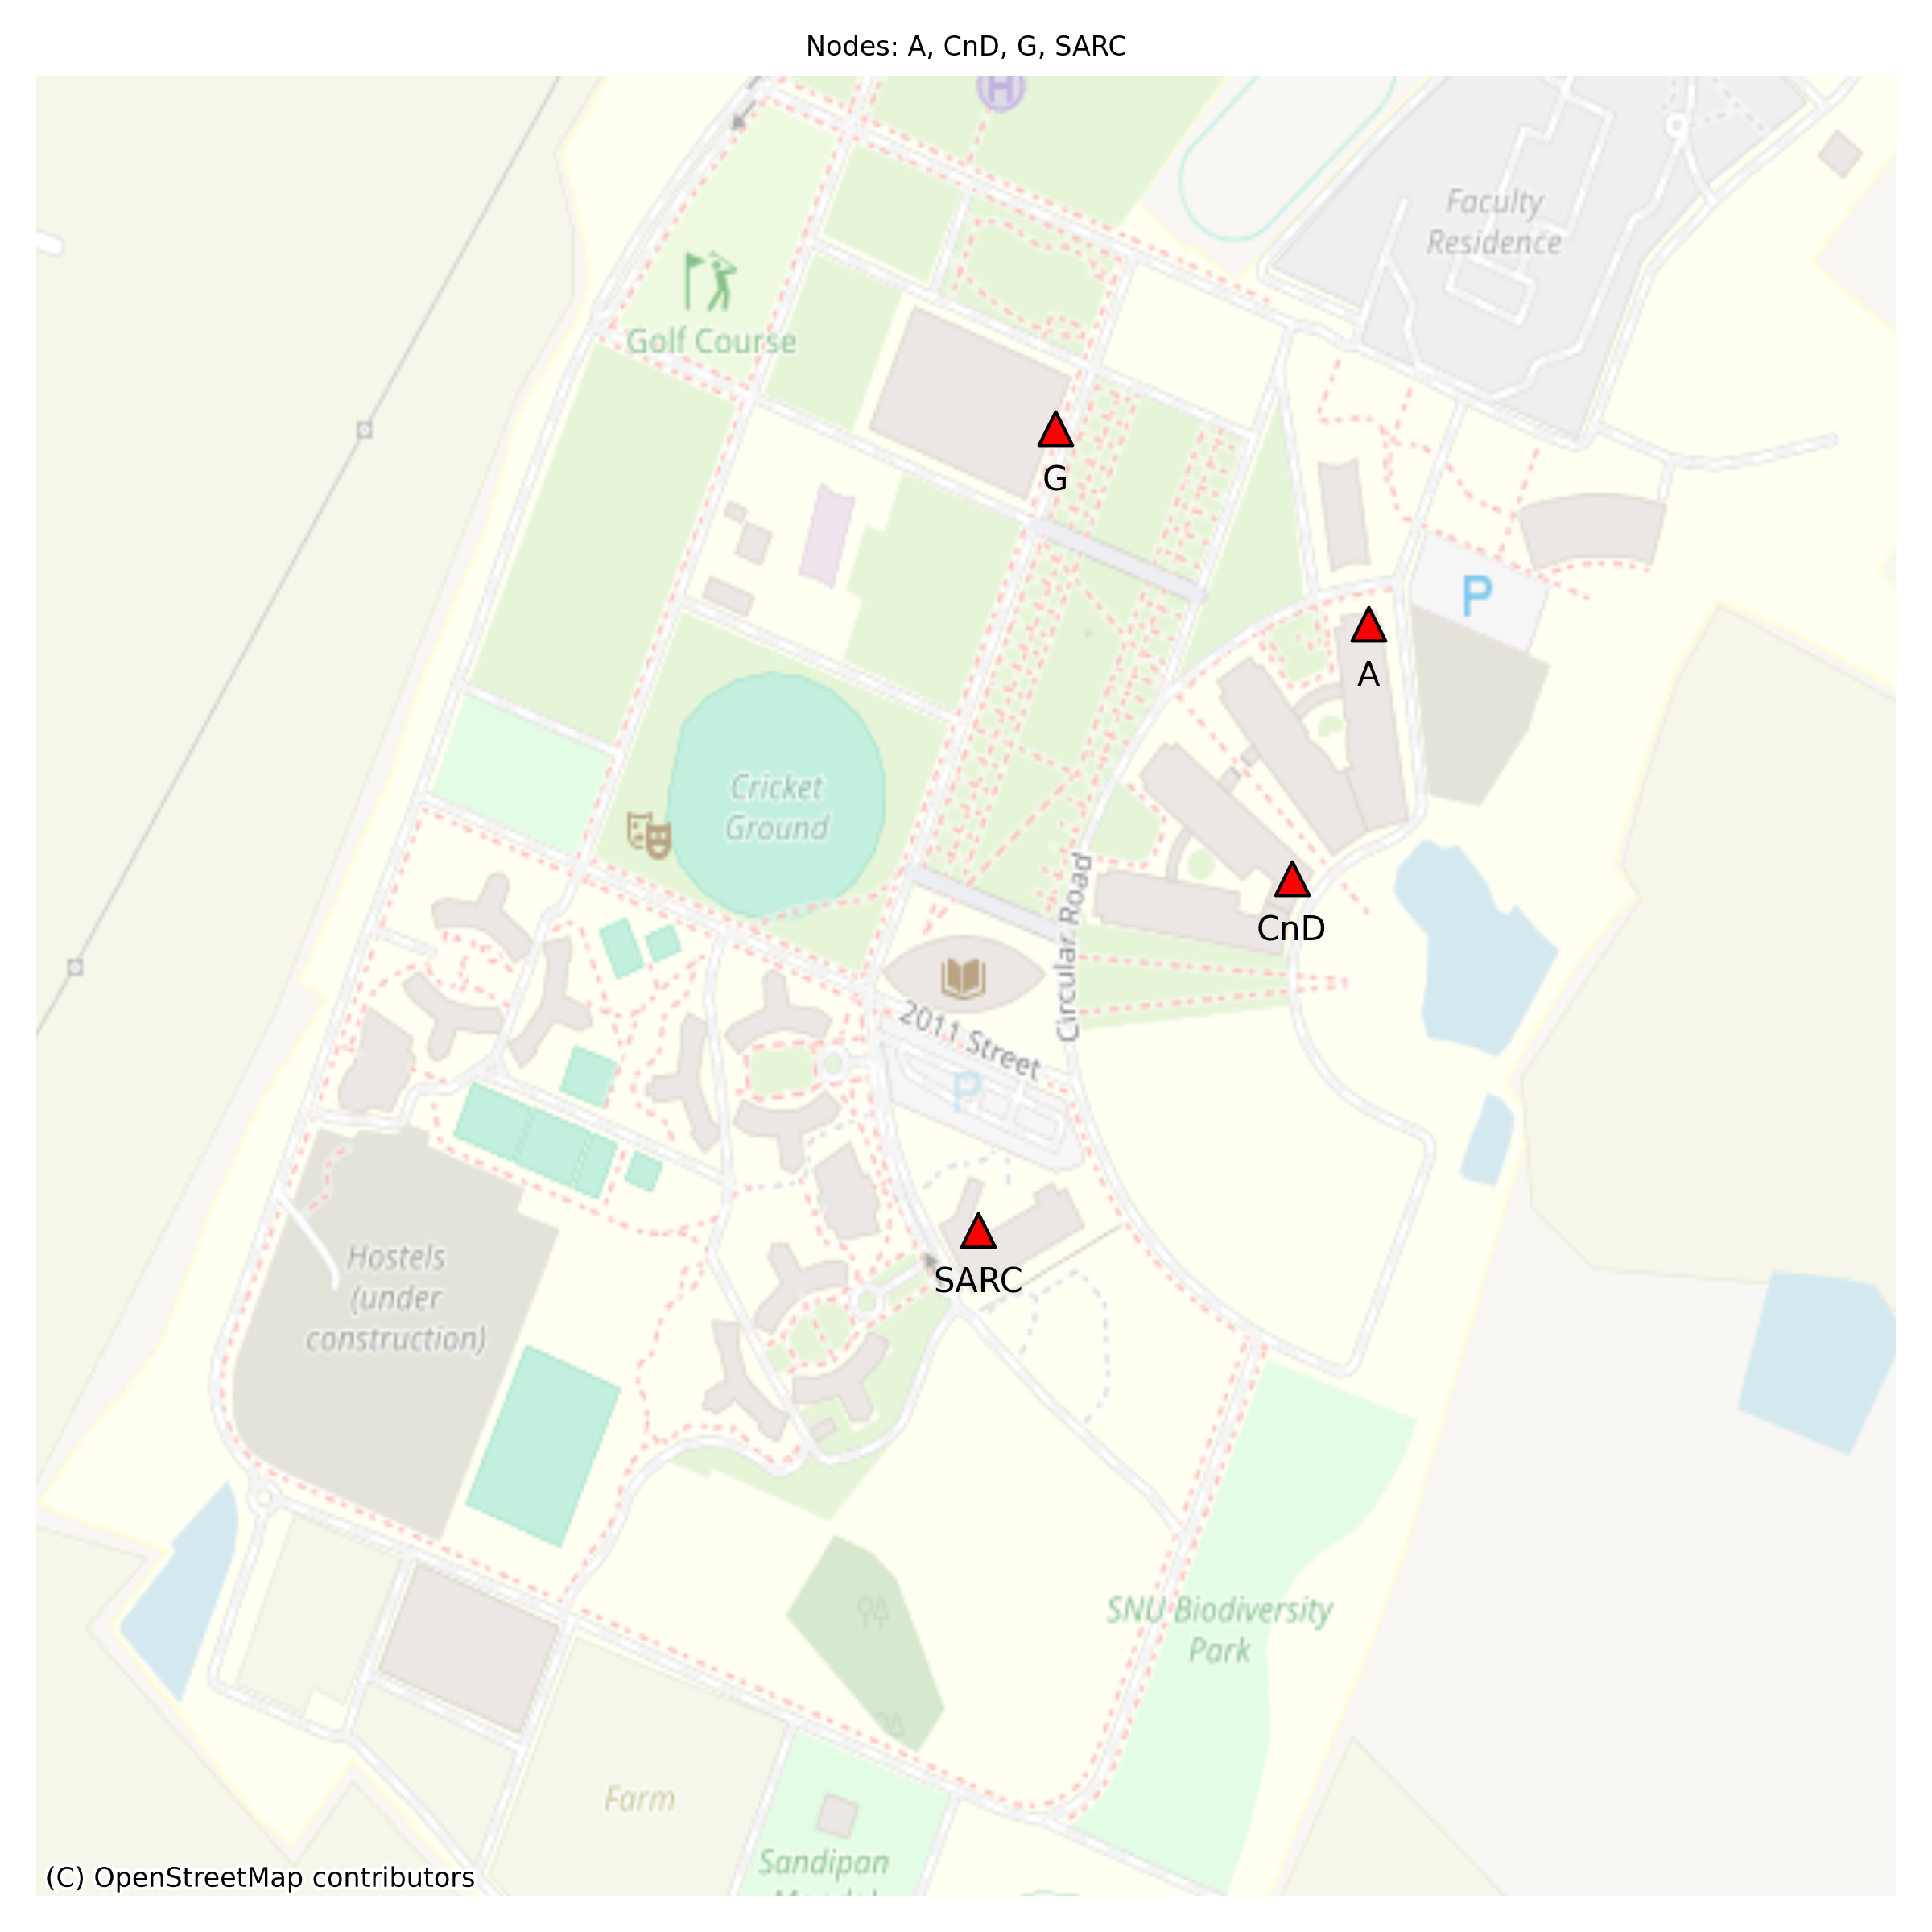 Nodes: A, CnD, G, SARC
H
Faculty
Residence
Golf Course
G
P
A
Cricket
Ground
CnD
Circular Road
2011 Street
P
SARC
Hostels
(under
construction)
SNU Biodiversity
Park
Farm
Sandipan
(C) OpenStreetMap contributors